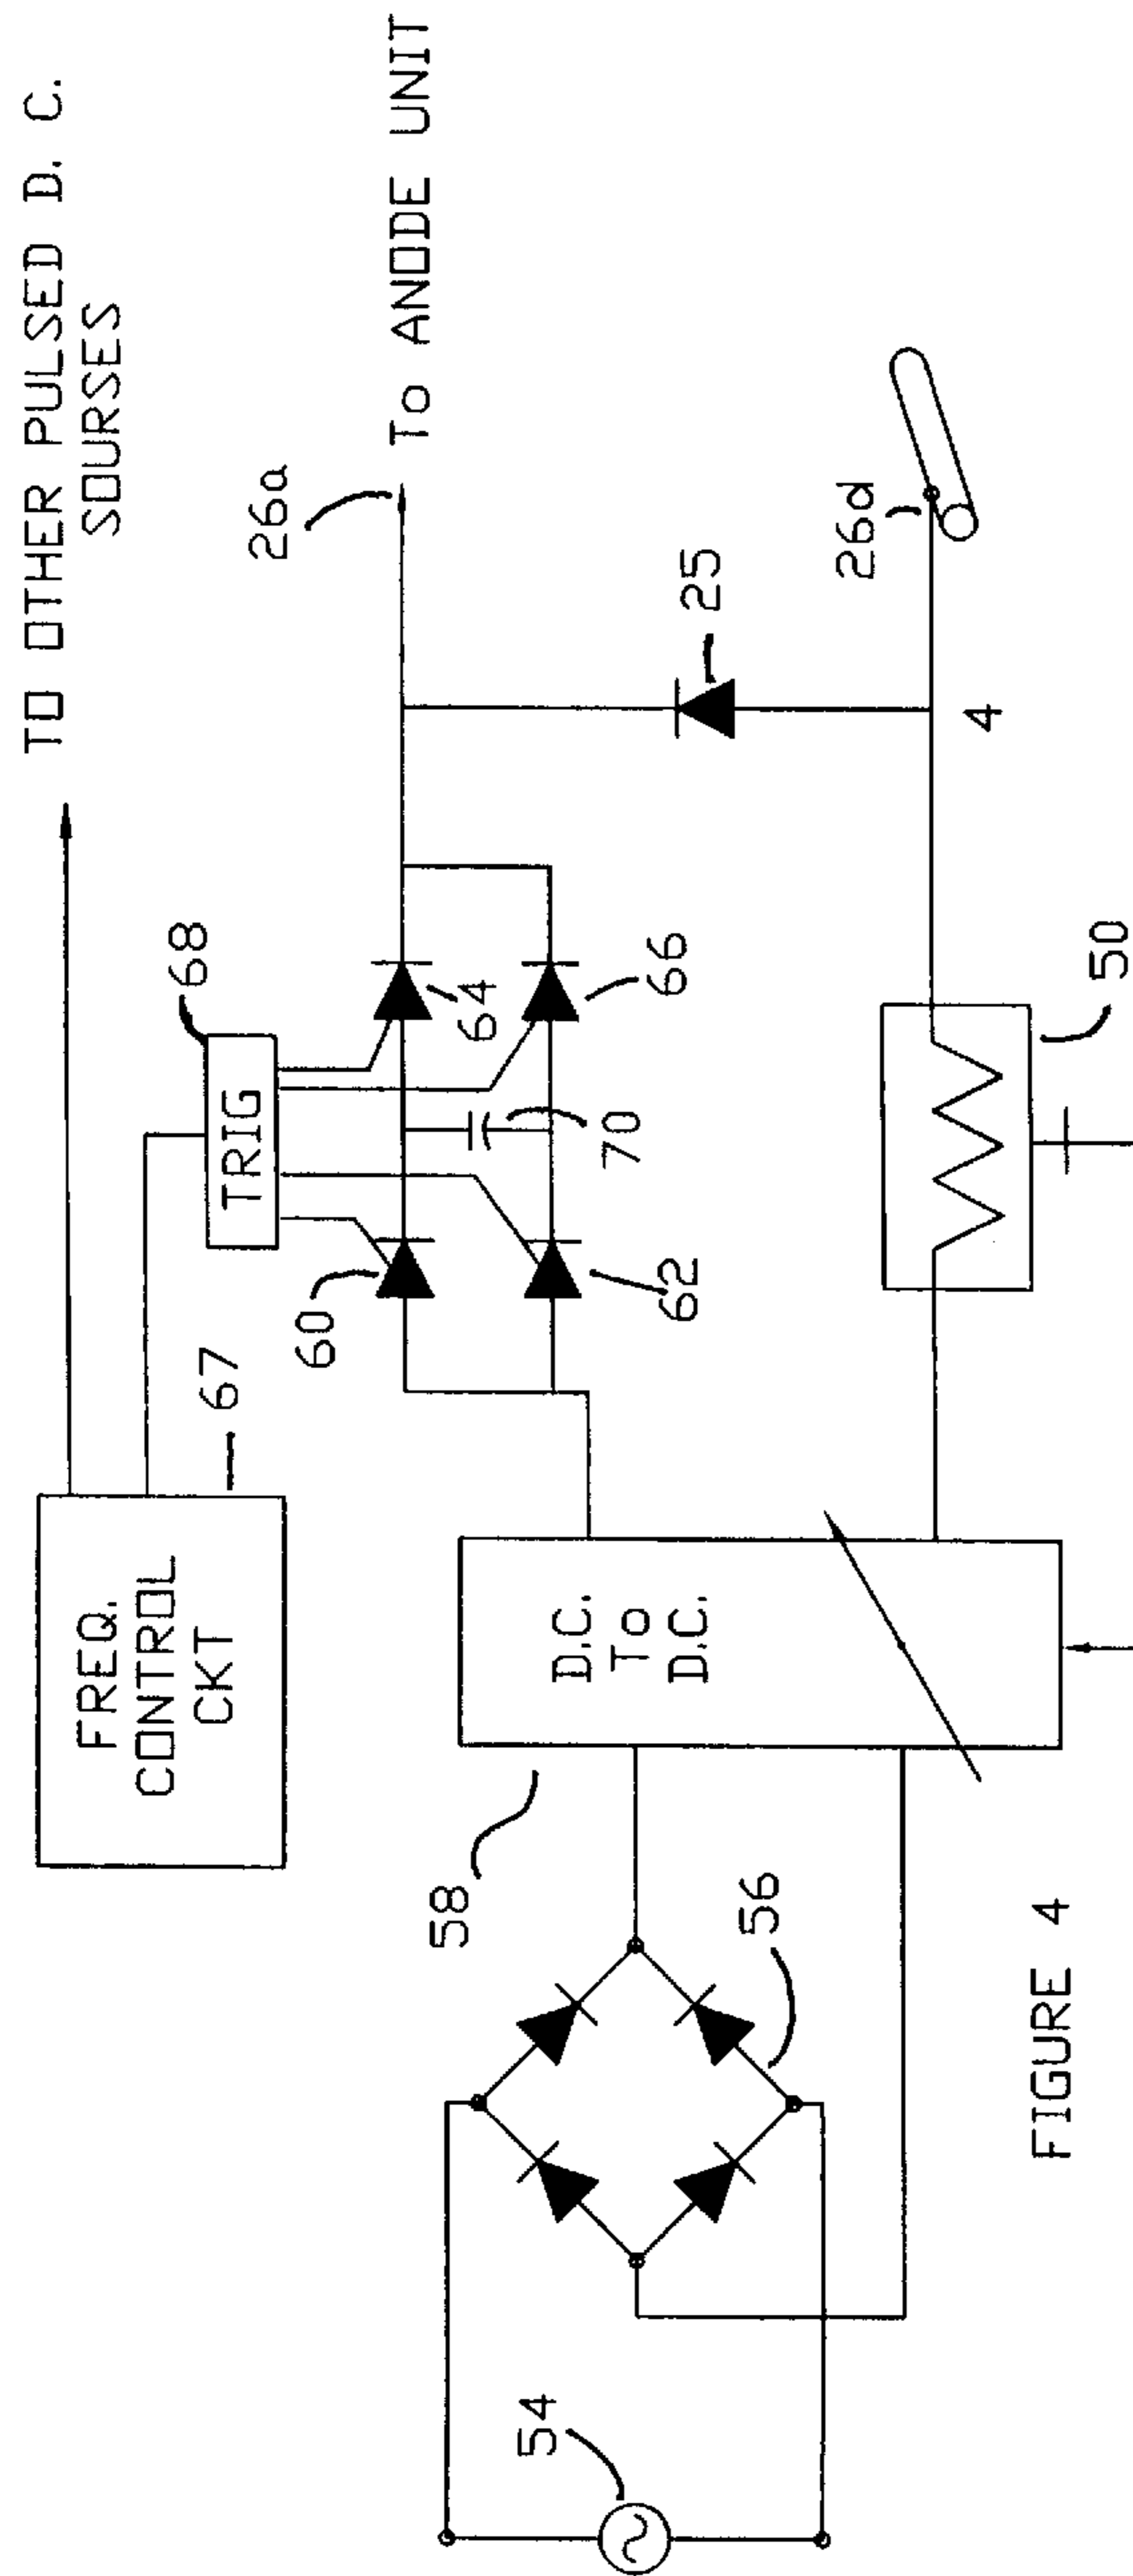 TO OTHER PULSED D. C.
SOURSES
FREQ.
CONTROL
CKT
67
TRIG
68
60
62
64
66
70
26a
To ANODE UNIT
25
26d
4
50
D.C.
To
D.C.
58
56
54
FIGURE 4